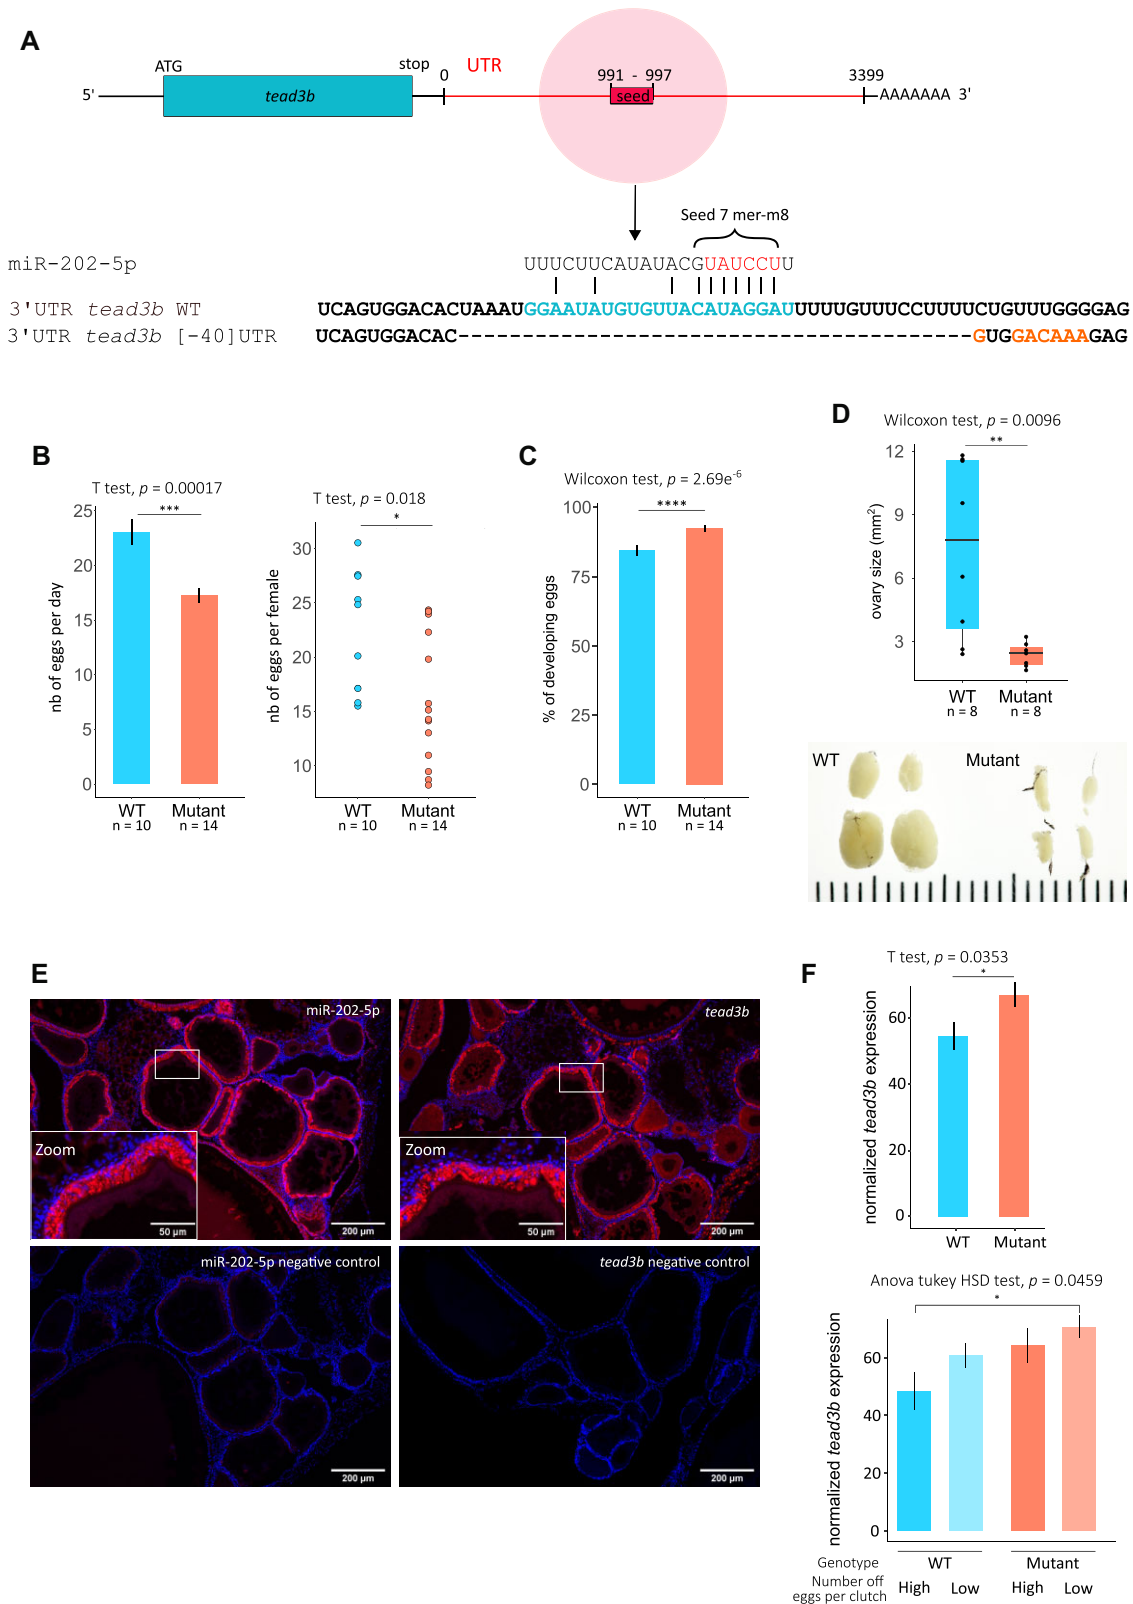 A
ATG
stop
0
UTR
991 - 997
3399
5'
tead3b
seed
AAAAAAA 3'
Seed 7 mer-m8
miR-202-5p
UUUCUUCAUAUACGUAUCCUU
3'UTR tead3b WT
UCAGUGGACACUAAAUGGAAUAUGUGUUACAUAGGAUUUUUGUUUCCUUUUUCUGUUUGGGGAG
3'UTR tead3b [-40]UTR
UCAGUGGACAC----------------------------------------GUGGACAAAGAG
B
T test, p = 0.00017
***
nb of eggs per day
25
20
15
10
5
0
WT
Mutant
n = 10
n = 14
T test, p = 0.018
*
nb of eggs per female
30
25
20
15
10
WT
Mutant
n = 10
n = 14
C
Wilcoxon test, p = 2.69e-6
****
% of developing eggs
100
75
50
25
0
WT
Mutant
n = 10
n = 14
D
Wilcoxon test, p = 0.0096
**
ovary size (mm2)
12
9
6
3
WT
Mutant
n = 8
n = 8
WT
Mutant
E
miR-202-5p
Zoom
50 µm
200 µm
tead3b
Zoom
50 µm
200 µm
miR-202-5p negative control
200 µm
tead3b negative control
200 µm
F
T test, p = 0.0353
*
normalized tead3b expression
60
40
20
0
WT
Mutant
Anova tukey HSD test, p = 0.0459
*
normalized tead3b expression
60
40
20
0
Genotype
WT
Mutant
Number off
eggs per clutch
High
Low
High
Low